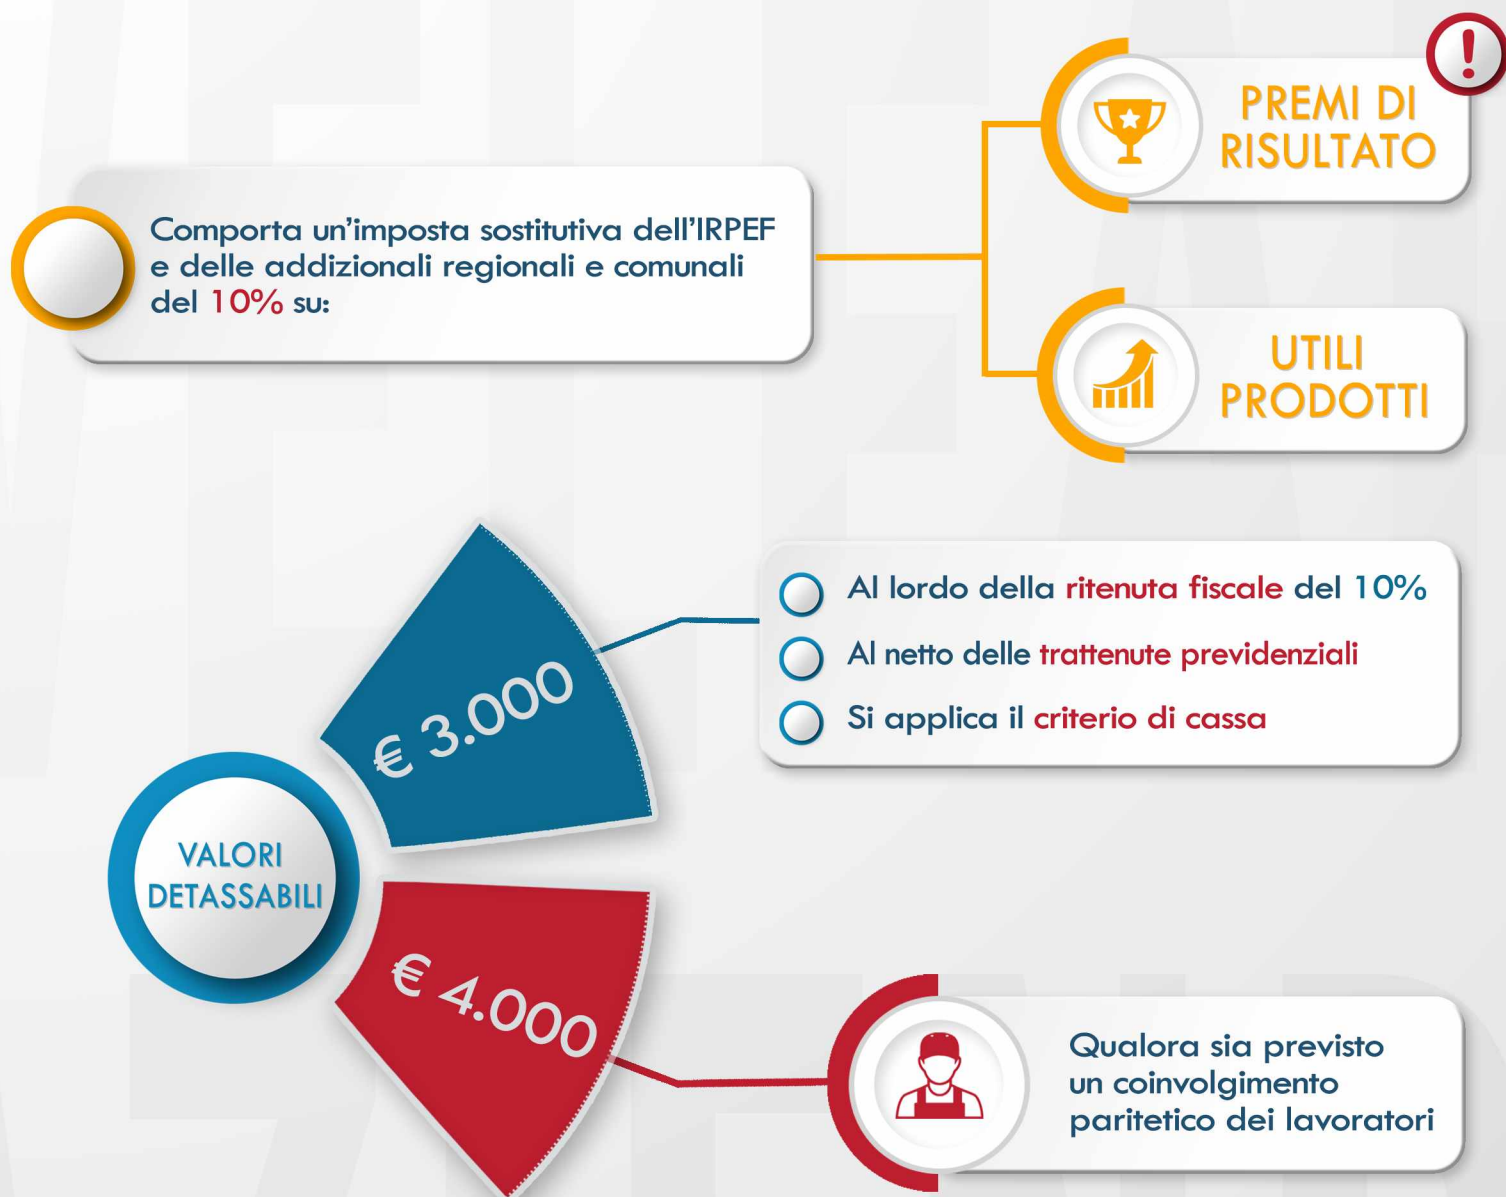 Comporta un'imposta sostitutiva dell'IRPEF
e delle addizionali regionali e comunali
del 10% su:
!
PREMI DI
RISULTATO
UTILI
PRODOTTI
VALORI
DETASSABILI
€ 3.000
Al lordo della ritenuta fiscale del 10%
Al netto delle trattenute previdenziali
Si applica il criterio di cassa
€ 4.000
Qualora sia previsto
un coinvolgimento
paritetico dei lavoratori